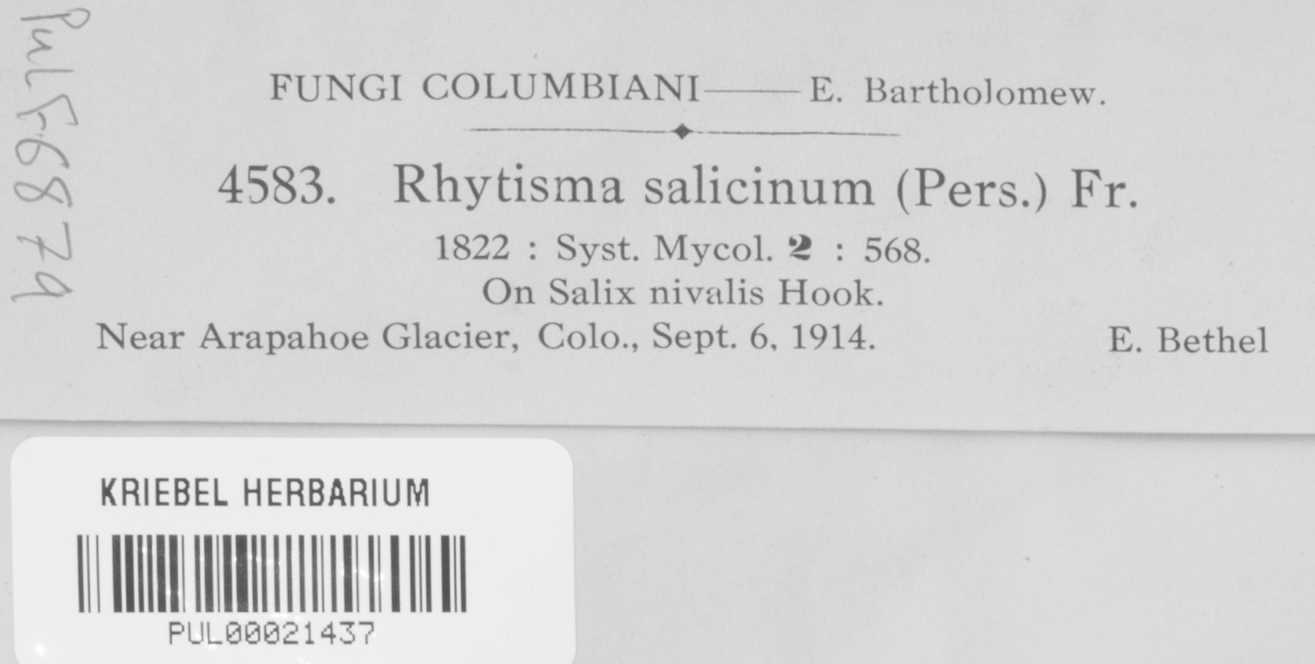 PUL F6879
FUNGI COLUMBIANI——E. Bartholomew.
4583. Rhytisma salicinum (Pers.) Fr.
1822 : Syst. Mycol. 2 : 568.
On Salix nivalis Hook.
Near Arapahoe Glacier, Colo., Sept. 6, 1914. E. Bethel
KRIEBEL HERBARIUM
PUL00021437